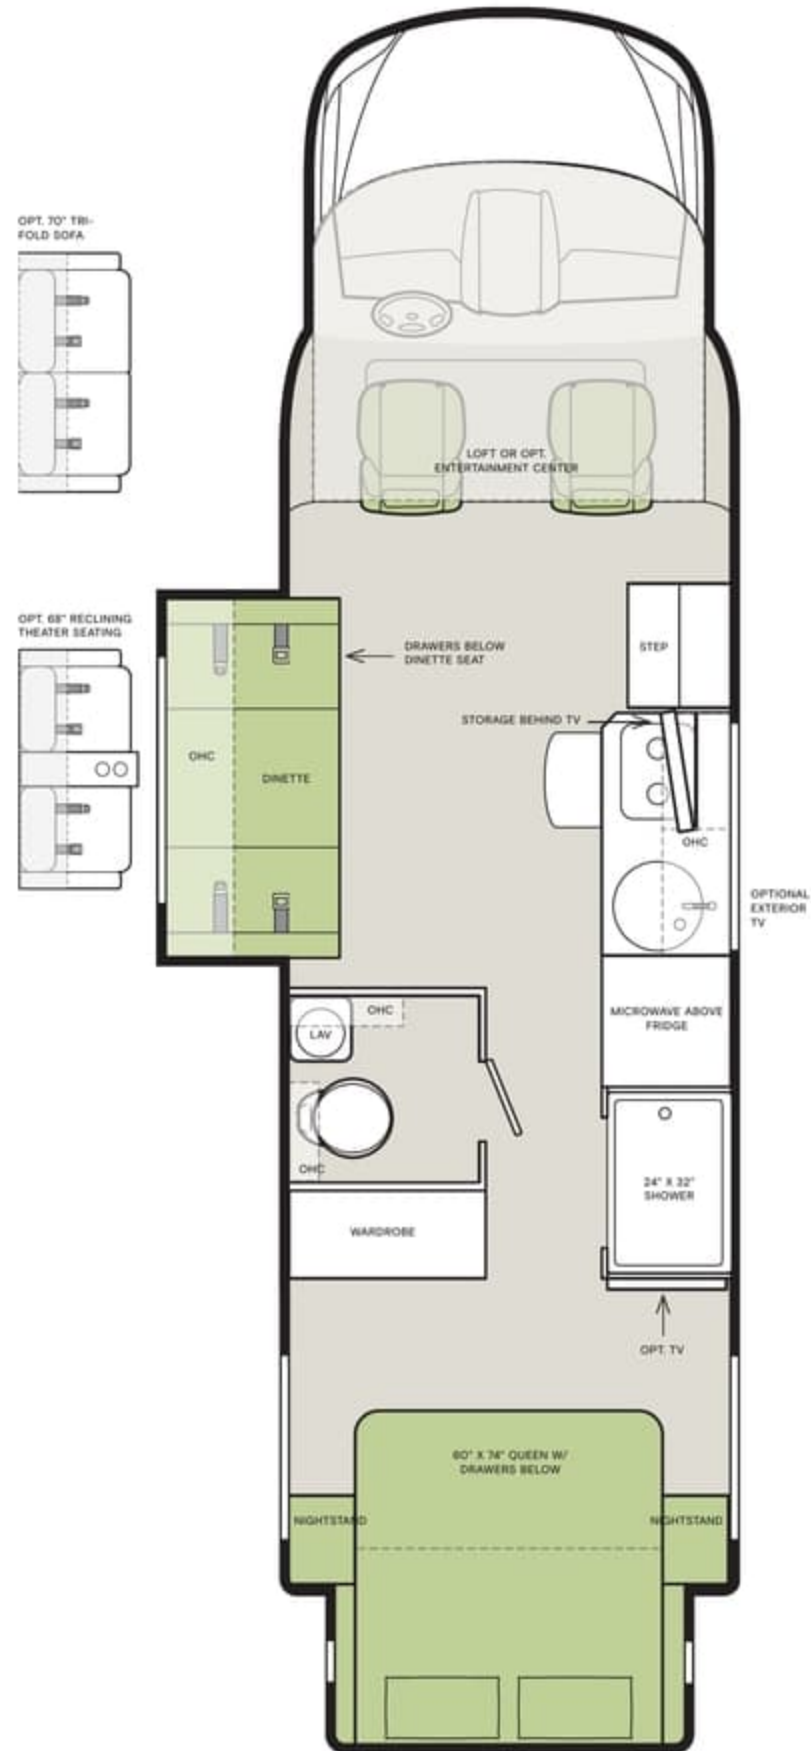 OPT. 70" TRI-
FOLD SOFA
LOFT OR OPT.
ENTERTAINMENT CENTER
OPT. 68" RECLINING
THEATER SEATING
DRAWERS BELOW
DINETTE SEAT
STEP
STORAGE BEHIND TV
OHC
DINETTE
OHC
OPTIONAL
EXTERIOR
TV
MICROWAVE ABOVE
FRIDGE
OHC
LAV
OHC
24" X 32"
SHOWER
WARDROBE
OPT. TV
60" X 74" QUEEN W/
DRAWERS BELOW
NIGHTSTAND
NIGHTSTAND